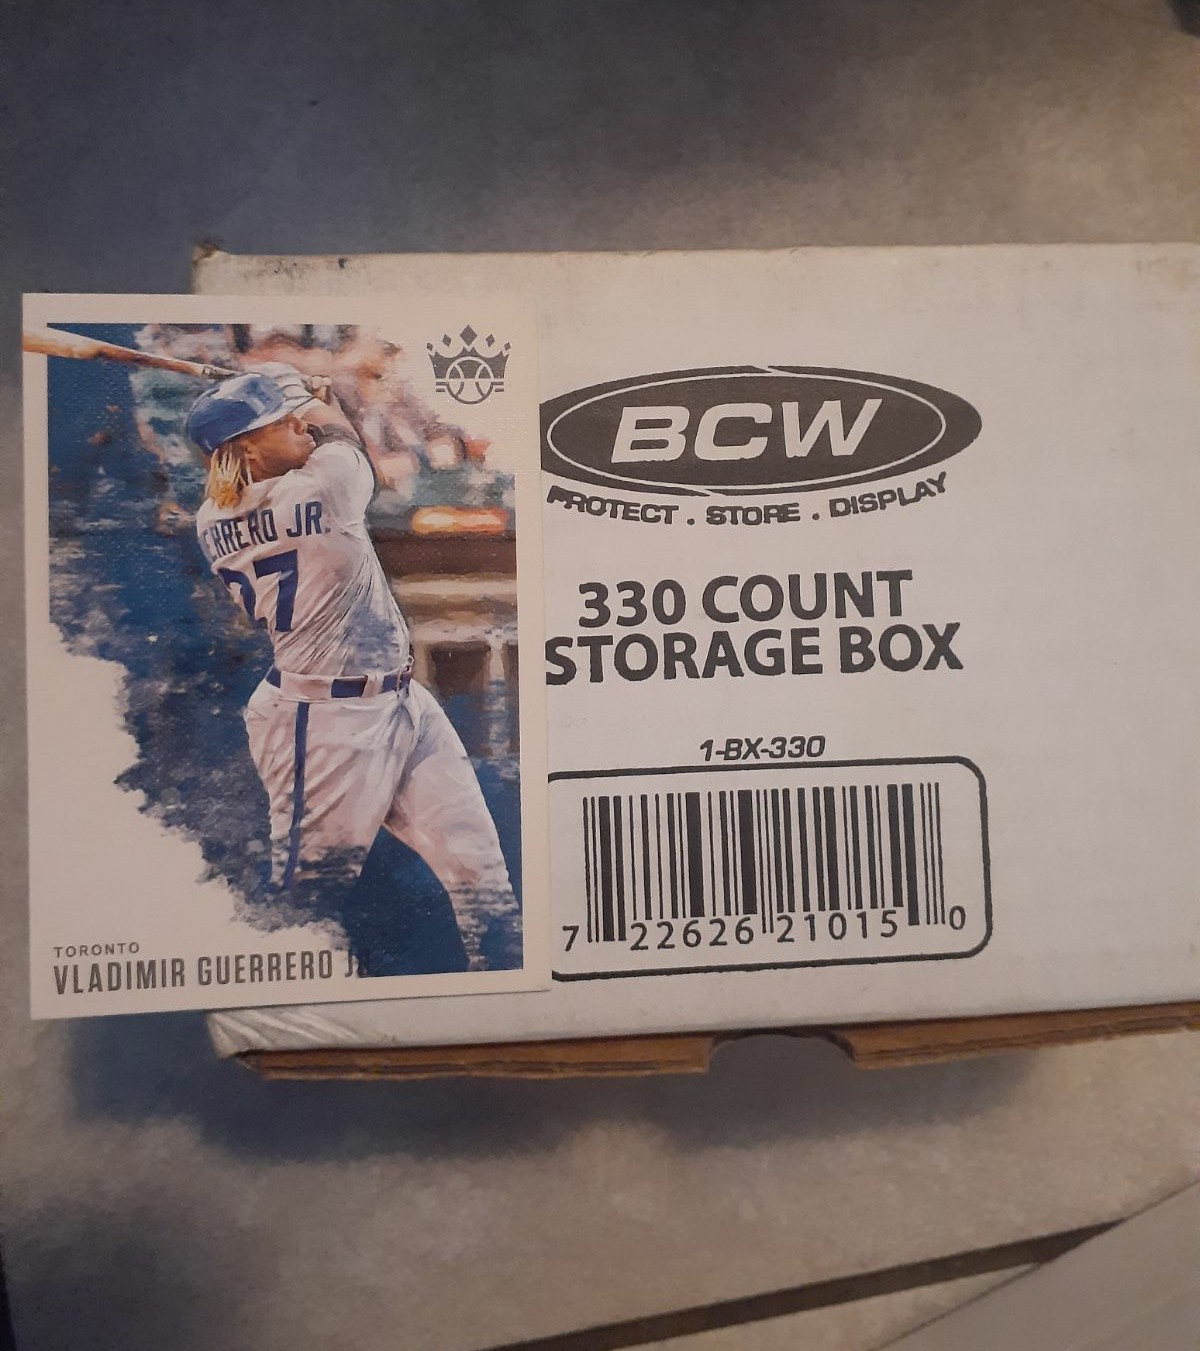 ERRERO JR.
27
TORONTO
VLADIMIR GUERRERO JR.
BCW
PROTECT . STORE . DISPLAY
330 COUNT
STORAGE BOX
1-BX-330
7 22626 21015 0